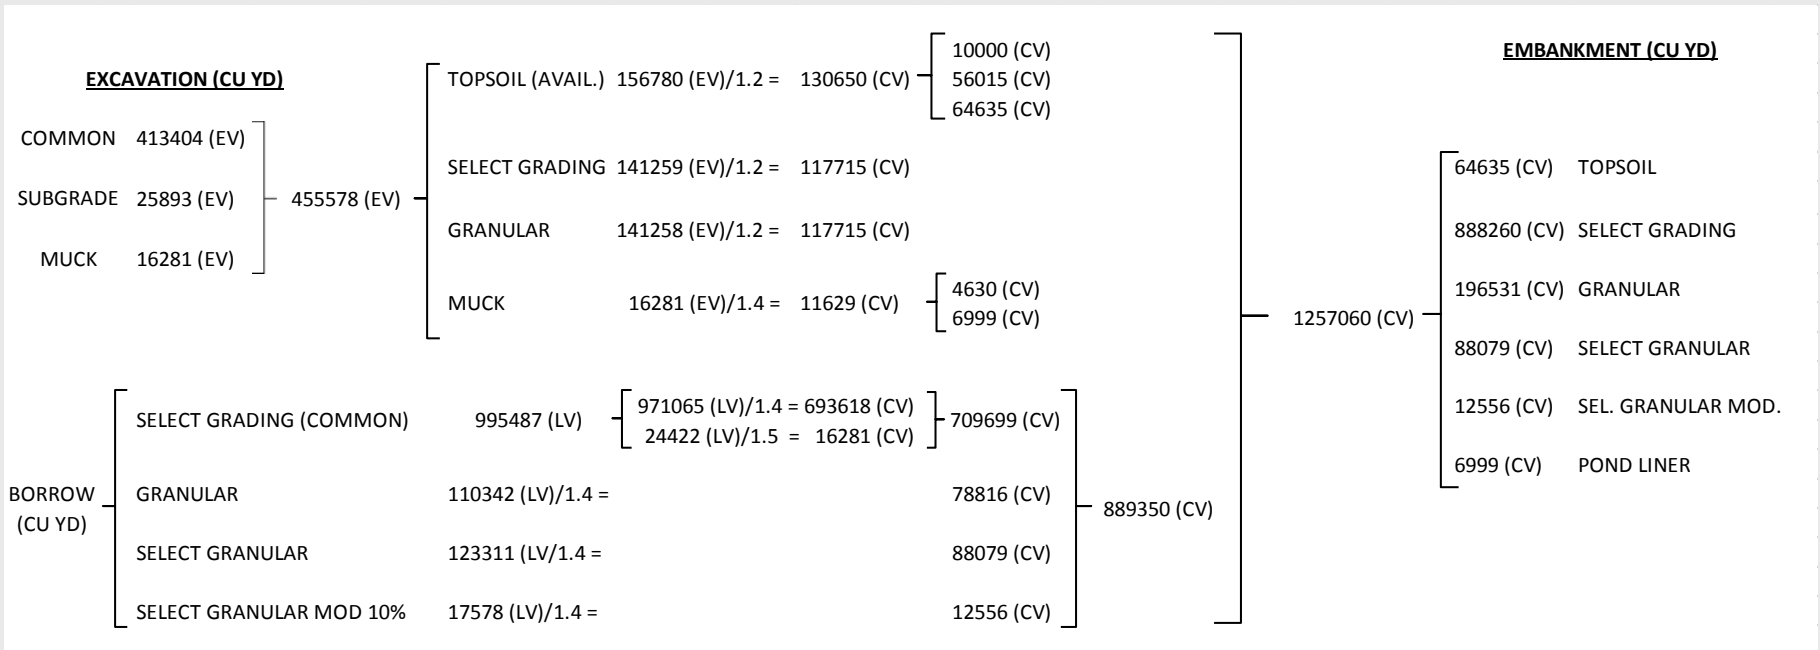 EXCAVATION (CU YD)
COMMON 413404 (EV)
SUBGRADE 25893 (EV)
MUCK 16281 (EV)
455578 (EV)
TOPSOIL (AVAIL.) 156780 (EV)/1.2 = 130650 (CV)
10000 (CV)
56015 (CV)
64635 (CV)
SELECT GRADING 141259 (EV)/1.2 = 117715 (CV)
GRANULAR 141258 (EV)/1.2 = 117715 (CV)
MUCK 16281 (EV)/1.4 = 11629 (CV)
4630 (CV)
6999 (CV)
BORROW
(CU YD)
SELECT GRADING (COMMON) 995487 (LV)
971065 (LV)/1.4 = 693618 (CV)
24422 (LV)/1.5 = 16281 (CV)
709699 (CV)
GRANULAR 110342 (LV)/1.4 = 78816 (CV)
SELECT GRANULAR 123311 (LV/1.4 = 88079 (CV)
SELECT GRANULAR MOD 10% 17578 (LV)/1.4 = 12556 (CV)
889350 (CV)
1257060 (CV)
EMBANKMENT (CU YD)
64635 (CV) TOPSOIL
888260 (CV) SELECT GRADING
196531 (CV) GRANULAR
88079 (CV) SELECT GRANULAR
12556 (CV) SEL. GRANULAR MOD.
6999 (CV) POND LINER